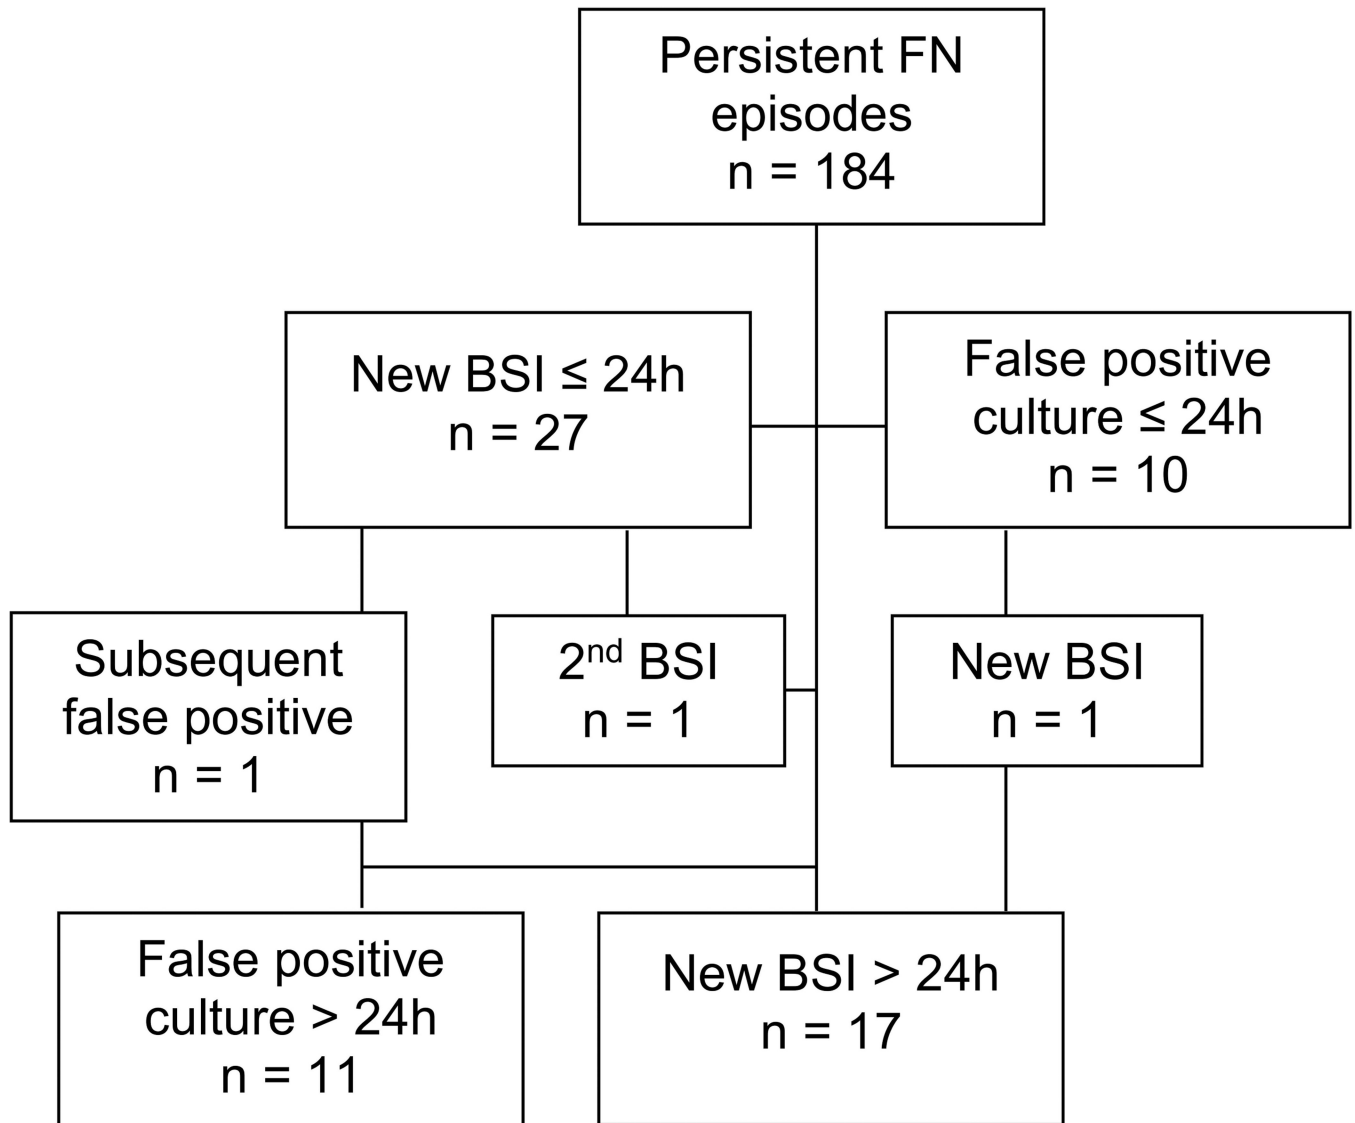 Persistent FN
episodes
n = 184
New BSI ≤ 24h
n = 27
False positive
culture ≤ 24h
n = 10
Subsequent
false positive
n = 1
2nd BSI
n = 1
New BSI
n = 1
False positive
culture > 24h
n = 11
New BSI > 24h
n = 17